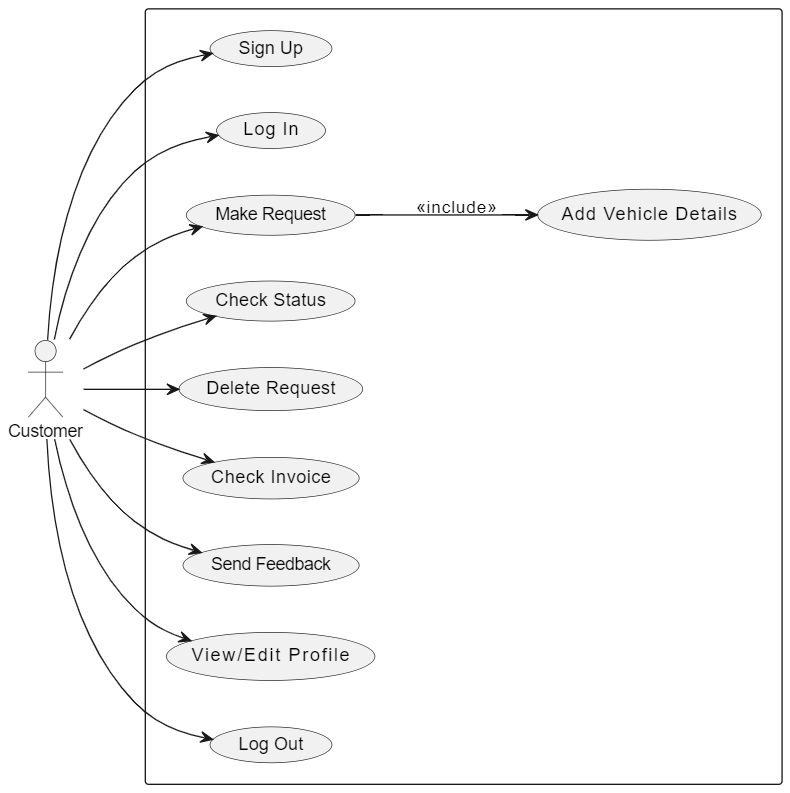 Sign Up
Log In
Make Request
«include»
Add Vehicle Details
Check Status
Delete Request
Customer
Check Invoice
Send Feedback
View/Edit Profile
Log Out